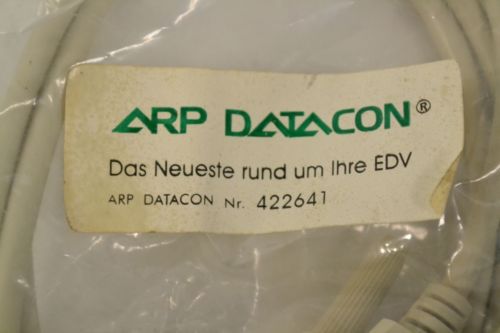 ARP DATACON®
Das Neueste rund um Ihre EDV
ARP DATACON Nr. 422641